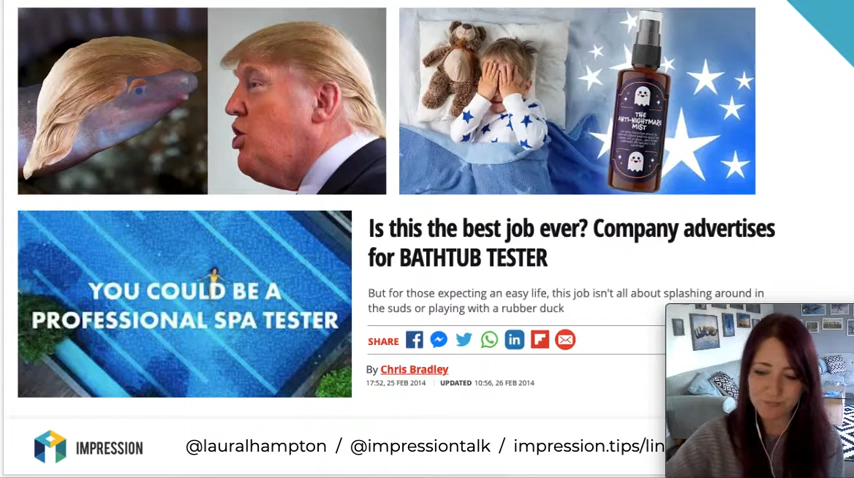 THE
ANTI-NIGHTMARE
MIST
YOU COULD BE A
PROFESSIONAL SPA TESTER
Is this the best job ever? Company advertises
for BATHTUB TESTER
But for those expecting an easy life, this job isn't all about splashing around in
the suds or playing with a rubber duck
SHARE
By Chris Bradley
17:52, 25 FEB 2014 | UPDATED 10:56, 26 FEB 2014
IMPRESSION
@lauralhampton / @impressiontalk / impression.tips/lin